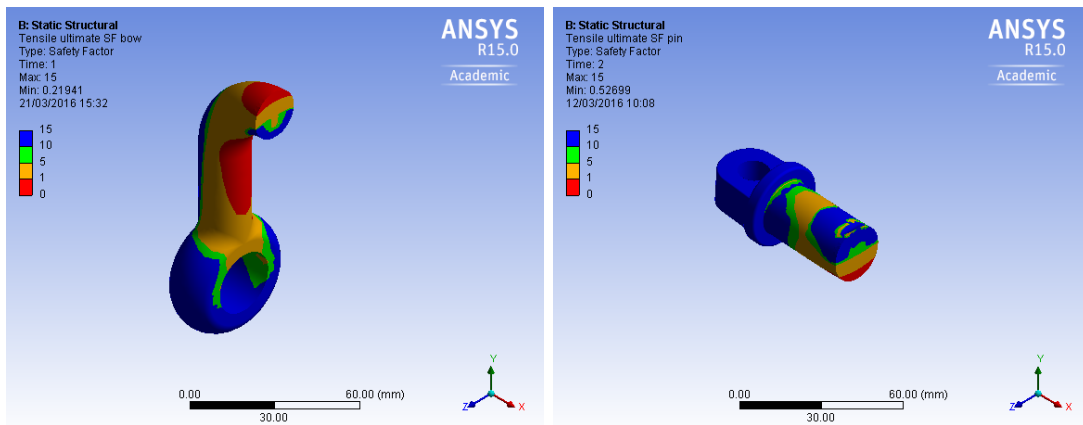 B: Static Structural
Tensile ultimate SF bow
Type: Safety Factor
Time: 1
Max: 15
Min: 0.21941
21/03/2016 15:32
15
10
5
1
0
ANSYS
R15.0
Academic
0.00
60.00 (mm)
30.00
Y
Z
X
B: Static Structural
Tensile ultimate SF pin
Type: Safety Factor
Time: 2
Max: 15
Min: 0.52699
12/03/2016 10:08
15
10
5
1
0
ANSYS
R15.0
Academic
0.00
60.00 (mm)
30.00
Y
Z
X